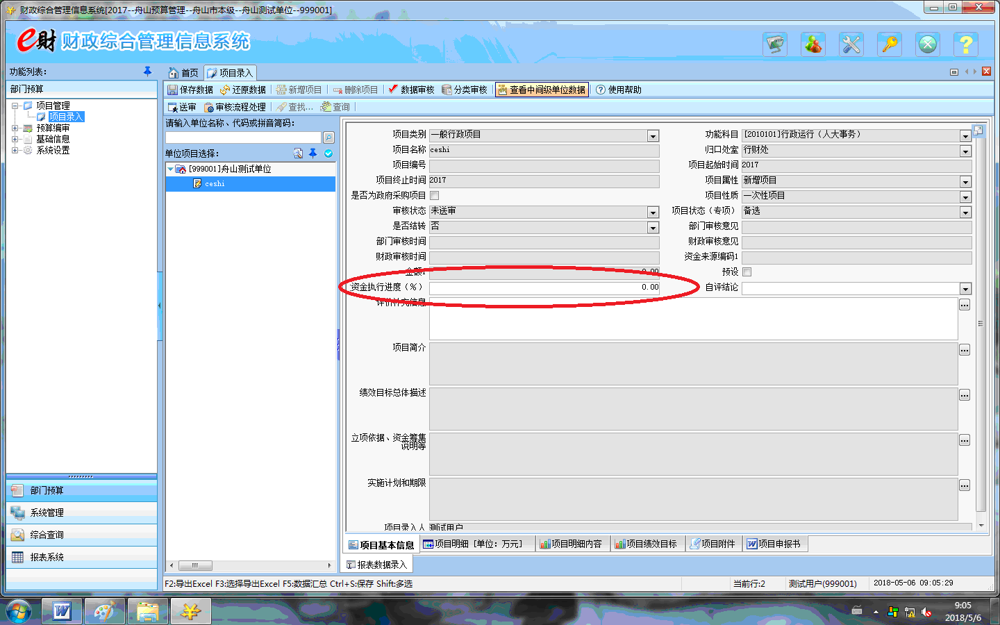 财政综合管理信息系统[2017--舟山预算管理--舟山市本级--舟山测试单位--999001]
e财 财政综合管理信息系统
功能列表:
首页 项目录入
部门预算
保存数据 还原数据 新增项目 删除项目 数据审核 分类审核 查看中间级单位数据 使用帮助
送审 审核流程处理 查找... 查询
项目管理
项目录入
预算编审
基础信息
系统设置
部门预算
系统管理
综合查询
报表系统
请输入单位名称、代码或拼音简码:
单位项目选择:
[999001]舟山测试单位
ceshi
项目类别 一般行政项目 功能科目 [2010101]行政运行（人大事务）
项目名称 ceshi 归口处室 行财处
项目编号 项目起始时间 2017
项目终止时间 2017 项目属性 新增项目
是否为政府采购项目 项目性质 一次性项目
审核状态 未送审 项目状态（专项） 备选
是否结转 否 部门审核意见
部门审核时间 财政审核意见
财政审核时间 资金来源编码1
金额1 0.00 预设
资金执行进度（%） 0.00 自评结论
评价补充信息
项目简介
绩效目标总体描述
立项依据、资金筹集
说明等
实施计划和期限
项目录入人 测试用户
项目基本信息 项目明细［单位：万元］ 项目明细内容 项目绩效目标 项目附件 项目申报书
报表数据录入
F2:导出Excel F3:选择导出Excel F5:数据汇总 Ctrl+S:保存 Shift:多选 当前行:2 测试用户(999001) 2018-05-06 09:05:29
9:05
2018/5/6